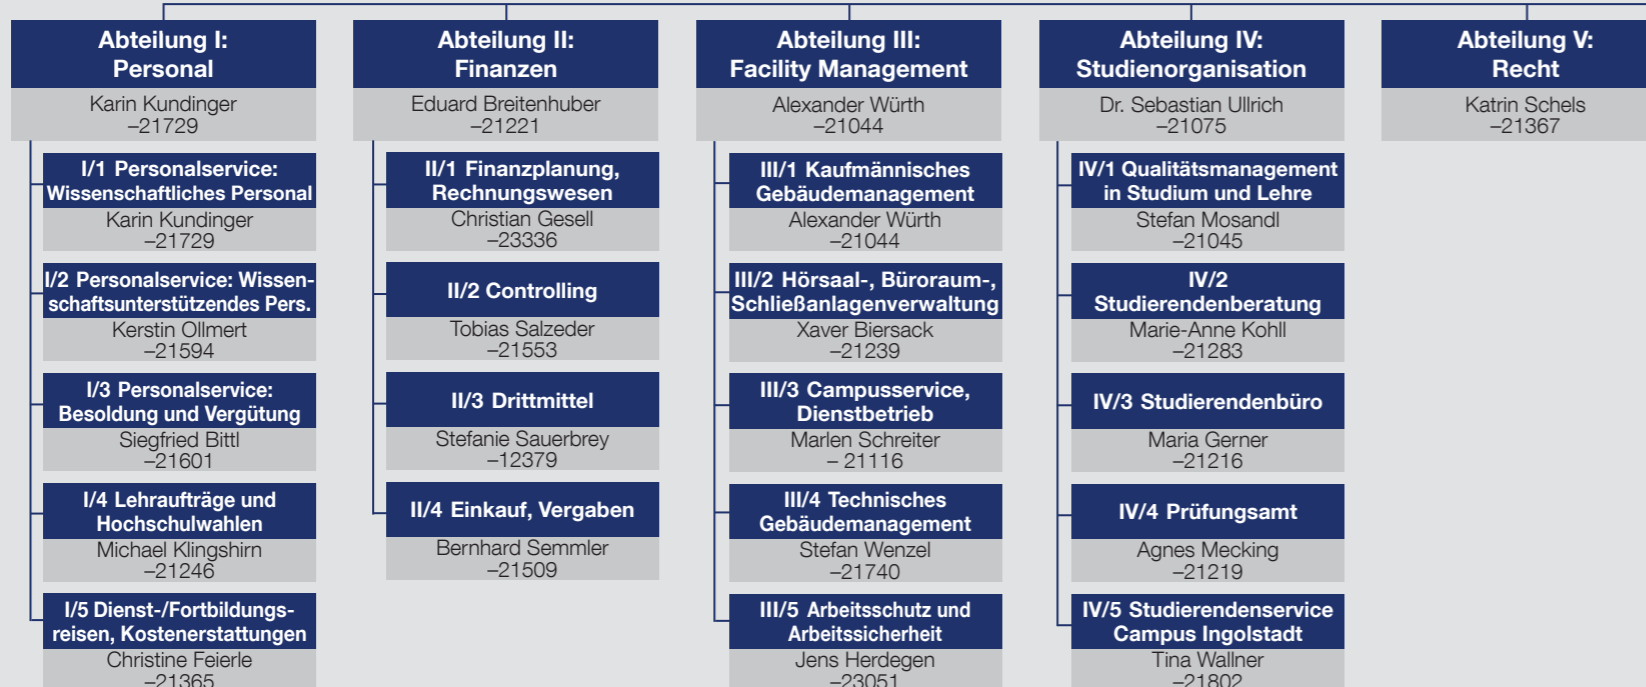 Abteilung I:
Personal
Karin Kundinger
–21729
I/1 Personalservice:
Wissenschaftliches Personal
Karin Kundinger
–21729
I/2 Personalservice: Wissen-
schaftsunterstützendes Pers.
Kerstin Ollmert
–21594
I/3 Personalservice:
Besoldung und Vergütung
Siegfried Bittl
–21601
I/4 Lehraufträge und
Hochschulwahlen
Michael Klingshirn
–21246
I/5 Dienst-/Fortbildungs-
reisen, Kostenerstattungen
Christine Feierle
–21365
Abteilung II:
Finanzen
Eduard Breitenhuber
–21221
II/1 Finanzplanung,
Rechnungswesen
Christian Gesell
–23336
II/2 Controlling
Tobias Salzeder
–21553
II/3 Drittmittel
Stefanie Sauerbrey
–12379
II/4 Einkauf, Vergaben
Bernhard Semmler
–21509
Abteilung III:
Facility Management
Alexander Würth
–21044
III/1 Kaufmännisches
Gebäudemanagement
Alexander Würth
–21044
III/2 Hörsaal-, Büroraum-,
Schließanlagenverwaltung
Xaver Biersack
–21239
III/3 Campusservice,
Dienstbetrieb
Marlen Schreiter
– 21116
III/4 Technisches
Gebäudemanagement
Stefan Wenzel
–21740
III/5 Arbeitsschutz und
Arbeitssicherheit
Jens Herdegen
–23051
Abteilung IV:
Studienorganisation
Dr. Sebastian Ullrich
–21075
IV/1 Qualitätsmanagement
in Studium und Lehre
Stefan Mosandl
–21045
IV/2
Studierendenberatung
Marie-Anne Kohll
–21283
IV/3 Studierendenbüro
Maria Gerner
–21216
IV/4 Prüfungsamt
Agnes Mecking
–21219
IV/5 Studierendenservice
Campus Ingolstadt
Tina Wallner
–21802
Abteilung V:
Recht
Katrin Schels
–21367